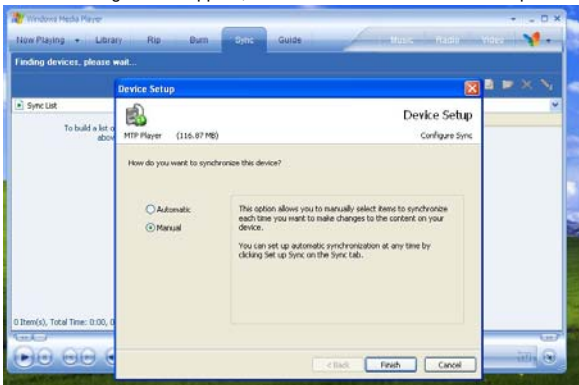 Windows Media Player
Now Playing Library Rip Burn Sync Guide Music Radio Video
Finding devices, please wait...
Device Setup
Sync List
Device Setup
To build a list o
MTP Player (116.87 MB)
Configure Sync
abov
How do you want to synchronize this device?
Automatic
This option allows you to manually select items to synchronize
Manual
each time you want to make changes to the content on your
device.
You can set up automatic synchronization at any time by
clicking Set up Sync on the Sync tab.
0 Item(s), Total Time: 0:00, 0
< Back Finish Cancel